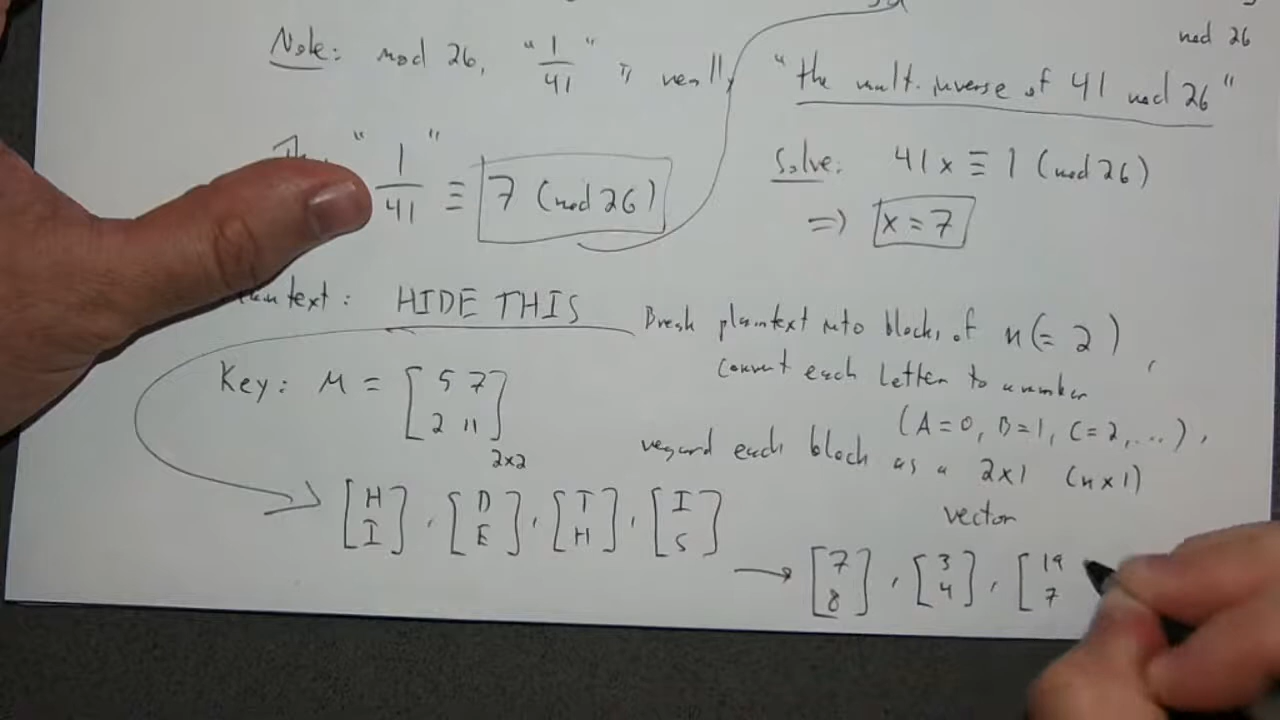 mod 26
Note: mod 26, "1/41" is really "the mult. inverse of 41 mod 26"
"1/41" ≡ 7 (mod 26)
Solve: 41x ≡ 1 (mod 26)
=> x = 7
text: HIDE THIS
Break plaintext into blocks of n(= 2),
convert each letter to a number
(A=0, B=1, C=2, ...),
regard each block as a 2x1 (nx1)
vector
Key: M = [5 7
2 11]
2x2
[H I], [D E], [T H], [I S]
→ [7 8], [3 4], [19 7